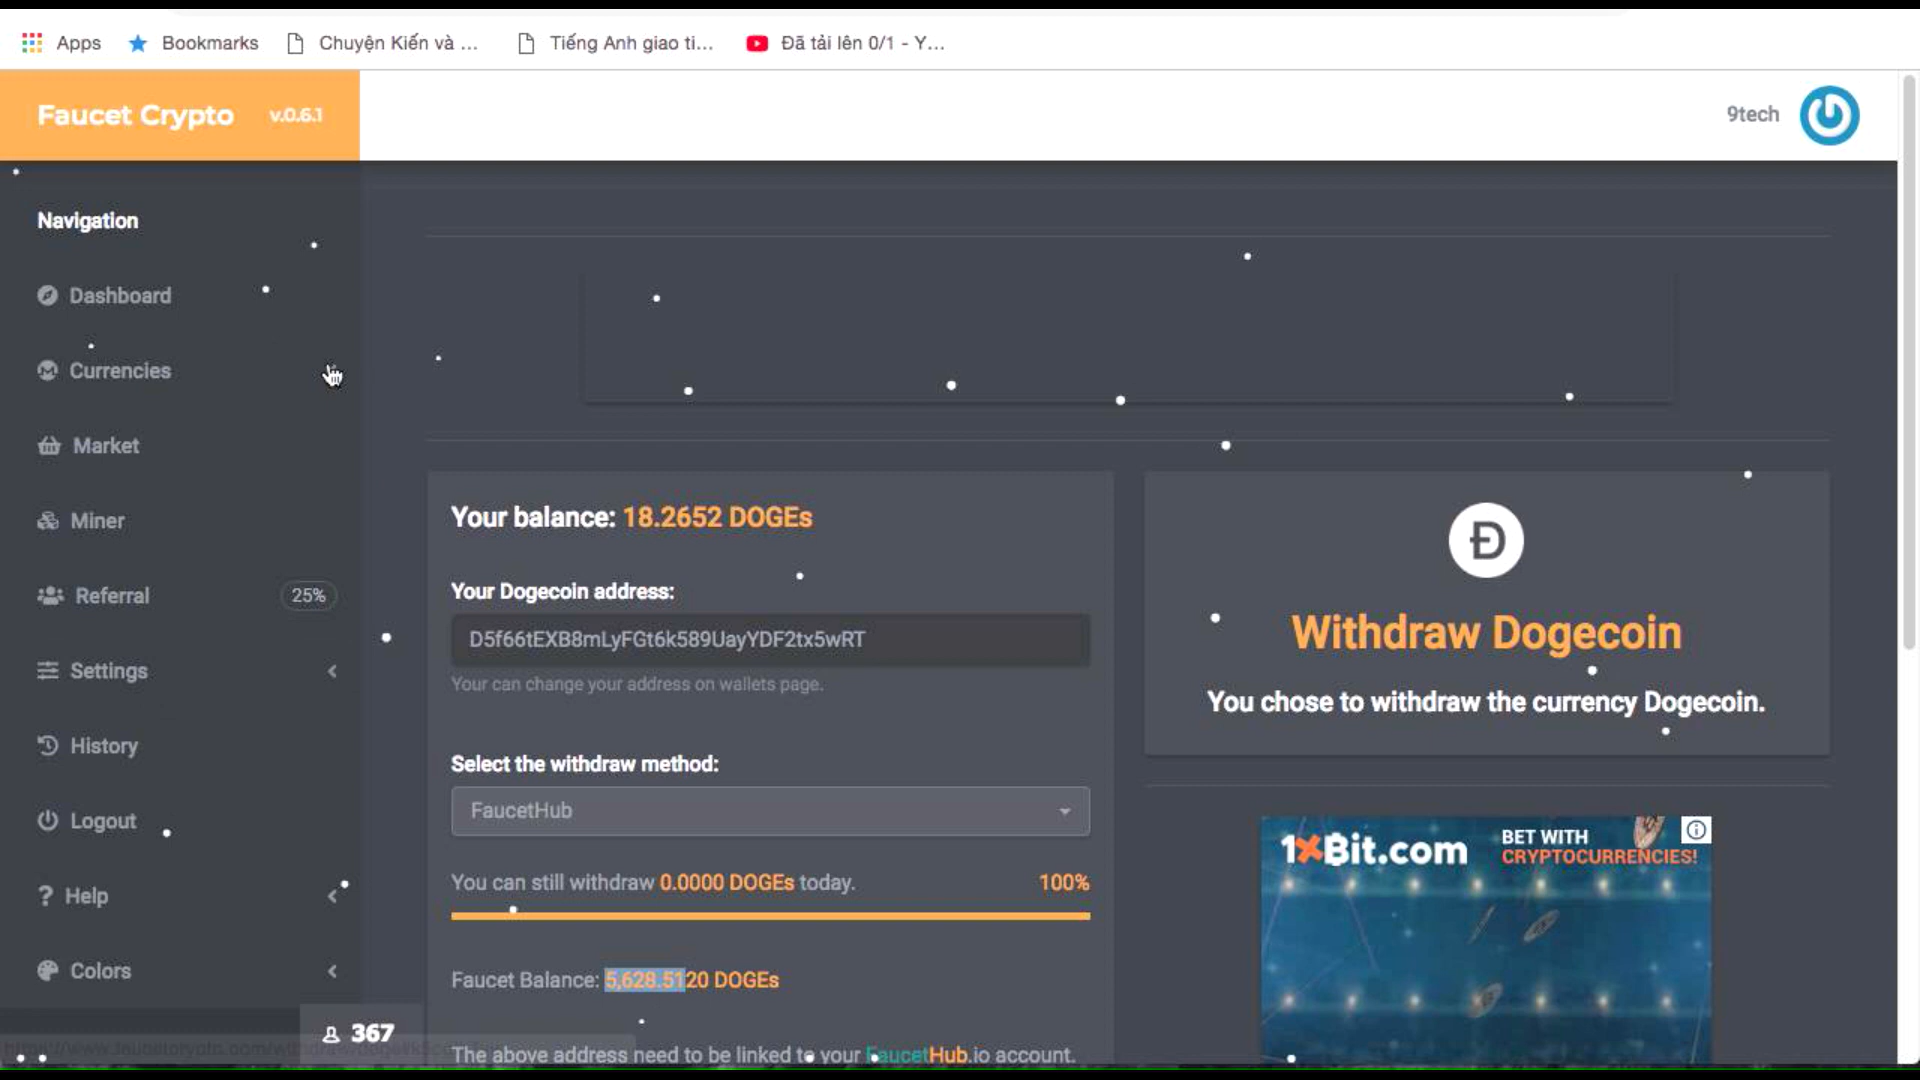 Apps
Bookmarks
Chuyện Kiến và ...
Tiếng Anh giao ti...
Đã tải lên 0/1 - Y...
Faucet Crypto v.0.6.1
9tech
Navigation
Dashboard
Currencies
Market
Miner
Referral 25%
Settings
History
Logout
Help
Colors
367
Your balance: 18.2652 DOGEs
Your Dogecoin address:
D5f66tEXB8mLyFGt6k589UayYDF2tx5wRT
Your can change your address on wallets page.
Select the withdraw method:
FaucetHub
You can still withdraw 0.0000 DOGEs today. 100%
Faucet Balance: 5,628.5120 DOGEs
The above address need to be linked to your FaucetHub.io account.
Withdraw Dogecoin
You chose to withdraw the currency Dogecoin.
1xBit.com
BET WITH
CRYPTOCURRENCIES!